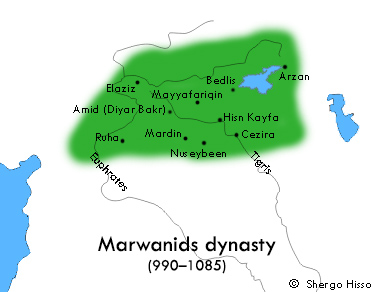 Arzan
Bedlis
Elaziz
Mayyafariqin
Amid (Diyar Bakr)
Hisn Kayfa
Ruha
Mardin
Cezira
Nuseybeen
Euphrates
Tigris
Marwanids dynasty
(990–1085)
© Shergo Hisso